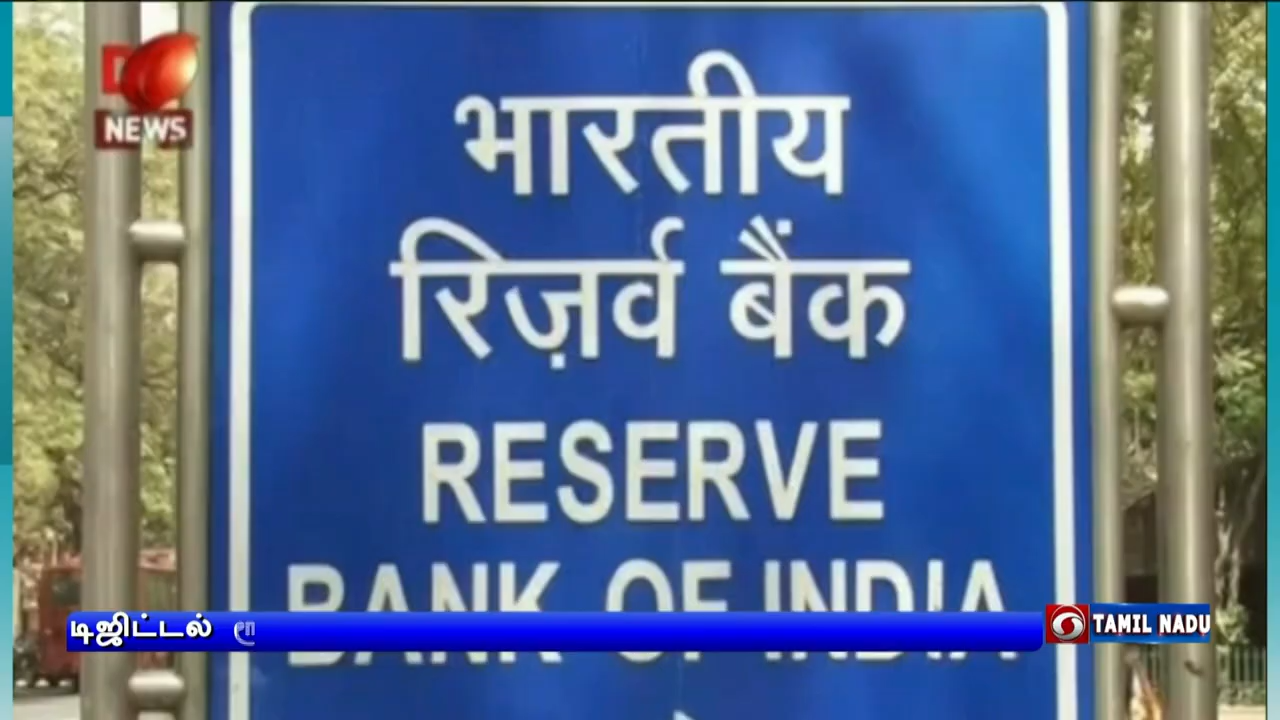 NEWS
भारतीय
रिज़र्व बैंक
RESERVE
BANK OF INDIA
டிஜிட்டல்
TAMIL NADU